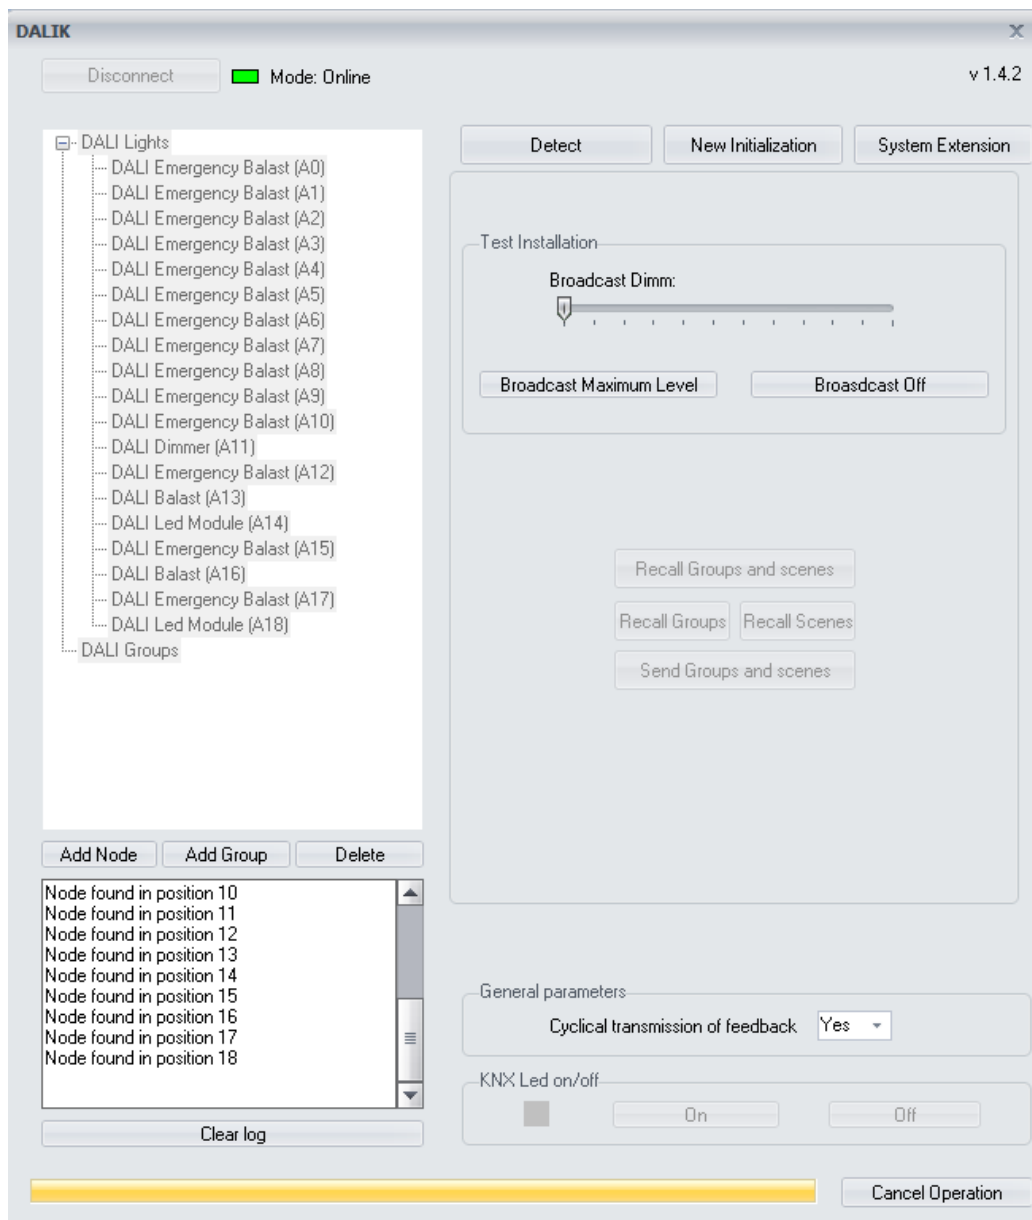 DALIK
Disconnect
Mode: Online
v 1.4.2
DALI Lights
DALI Emergency Balast (A0)
DALI Emergency Balast (A1)
DALI Emergency Balast (A2)
DALI Emergency Balast (A3)
DALI Emergency Balast (A4)
DALI Emergency Balast (A5)
DALI Emergency Balast (A6)
DALI Emergency Balast (A7)
DALI Emergency Balast (A8)
DALI Emergency Balast (A9)
DALI Emergency Balast (A10)
DALI Dimmer (A11)
DALI Emergency Balast (A12)
DALI Balast (A13)
DALI Led Module (A14)
DALI Emergency Balast (A15)
DALI Balast (A16)
DALI Emergency Balast (A17)
DALI Led Module (A18)
DALI Groups
Add Node Add Group Delete
Node found in position 10
Node found in position 11
Node found in position 12
Node found in position 13
Node found in position 14
Node found in position 15
Node found in position 16
Node found in position 17
Node found in position 18
Clear log
Detect New Initialization System Extension
Test Installation
Broadcast Dimm:
Broadcast Maximum Level Broasdcast Off
Recall Groups and scenes
Recall Groups Recall Scenes
Send Groups and scenes
General parameters
Cyclical transmission of feedback Yes
KNX Led on/off
On Off
Cancel Operation